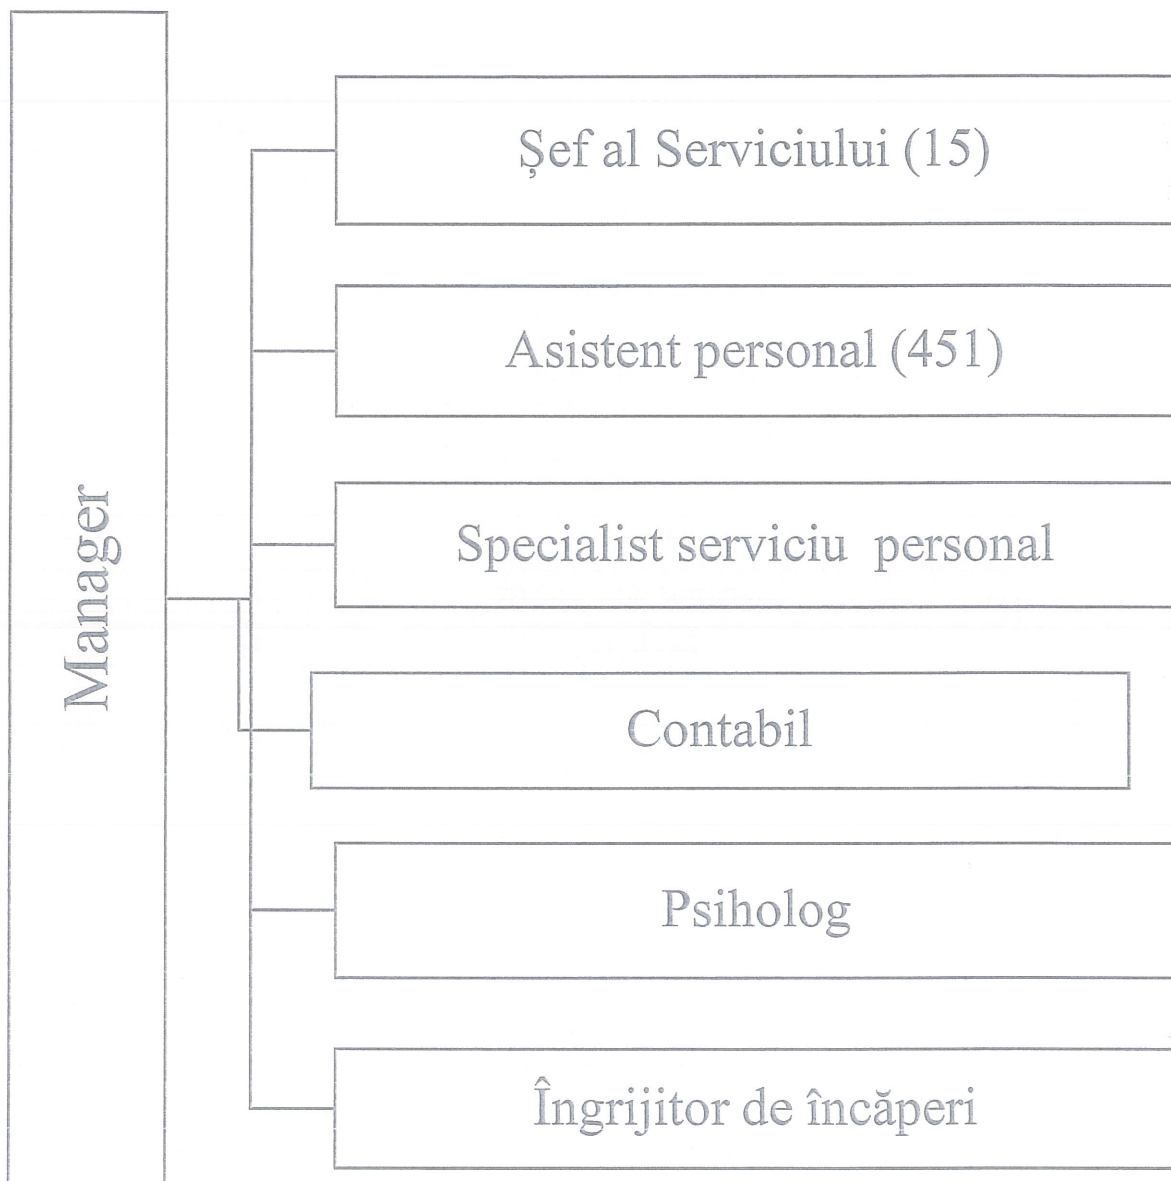 Manager
Șef al Serviciului (15)
Asistent personal (451)
Specialist serviciu personal
Contabil
Psiholog
Îngrijitor de încăperi